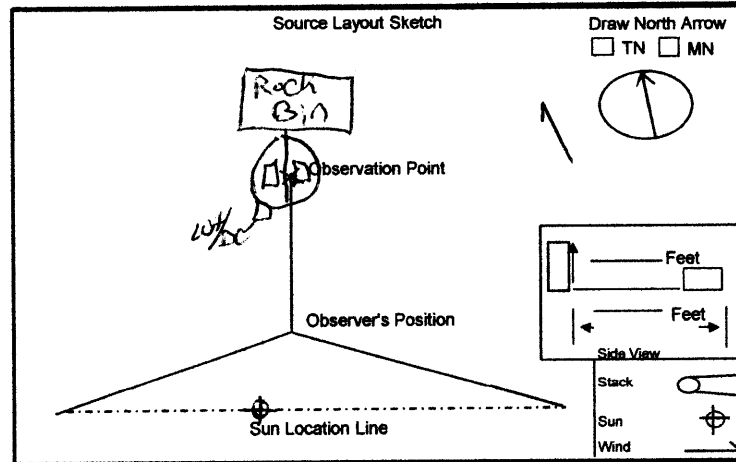 Source Layout Sketch
Draw North Arrow
TN MN
Rock
Bin
Observation Point
Feet
Observer's Position
Feet
Side View
Stack
Sun
Sun Location Line
Wind